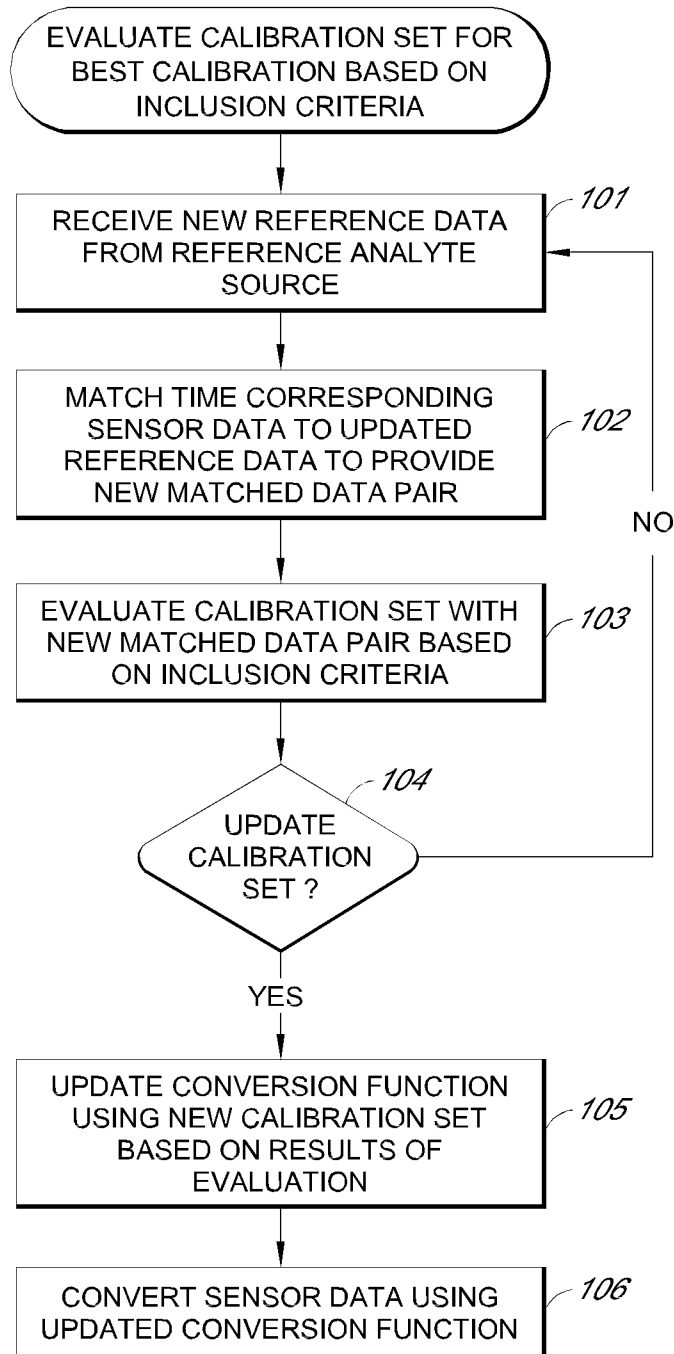 EVALUATE CALIBRATION SET FOR
BEST CALIBRATION BASED ON
INCLUSION CRITERIA
101
RECEIVE NEW REFERENCE DATA
FROM REFERENCE ANALYTE
SOURCE
MATCH TIME CORRESPONDING
SENSOR DATA TO UPDATED
REFERENCE DATA TO PROVIDE
NEW MATCHED DATA PAIR
102
NO
EVALUATE CALIBRATION SET WITH
NEW MATCHED DATA PAIR BASED
ON INCLUSION CRITERIA
103
104
UPDATE
CALIBRATION
SET ?
YES
UPDATE CONVERSION FUNCTION
USING NEW CALIBRATION SET
BASED ON RESULTS OF
EVALUATION
105
CONVERT SENSOR DATA USING
UPDATED CONVERSION FUNCTION
106